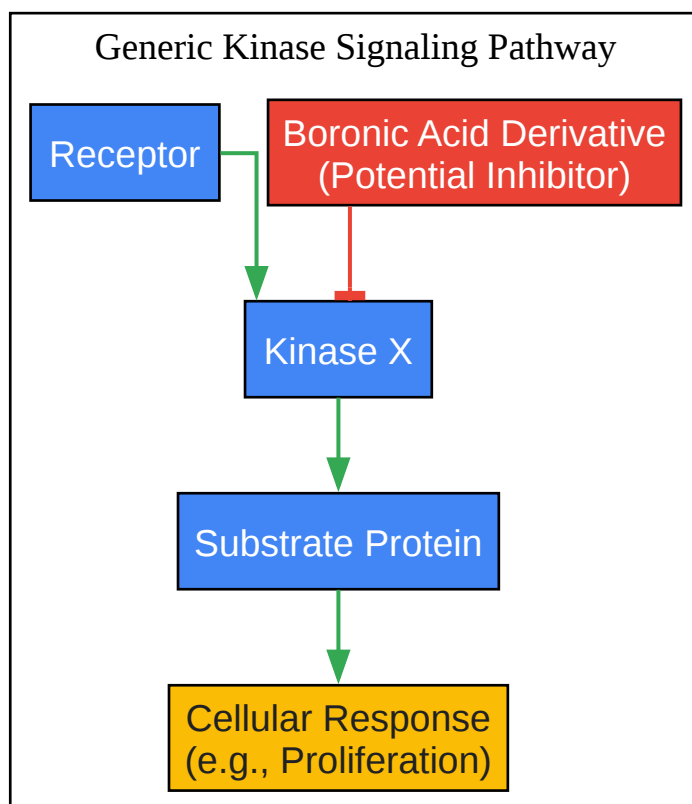 Generic Kinase Signaling Pathway
Receptor
Boronic Acid Derivative
(Potential Inhibitor)
Kinase X
Substrate Protein
Cellular Response
(e.g., Proliferation)